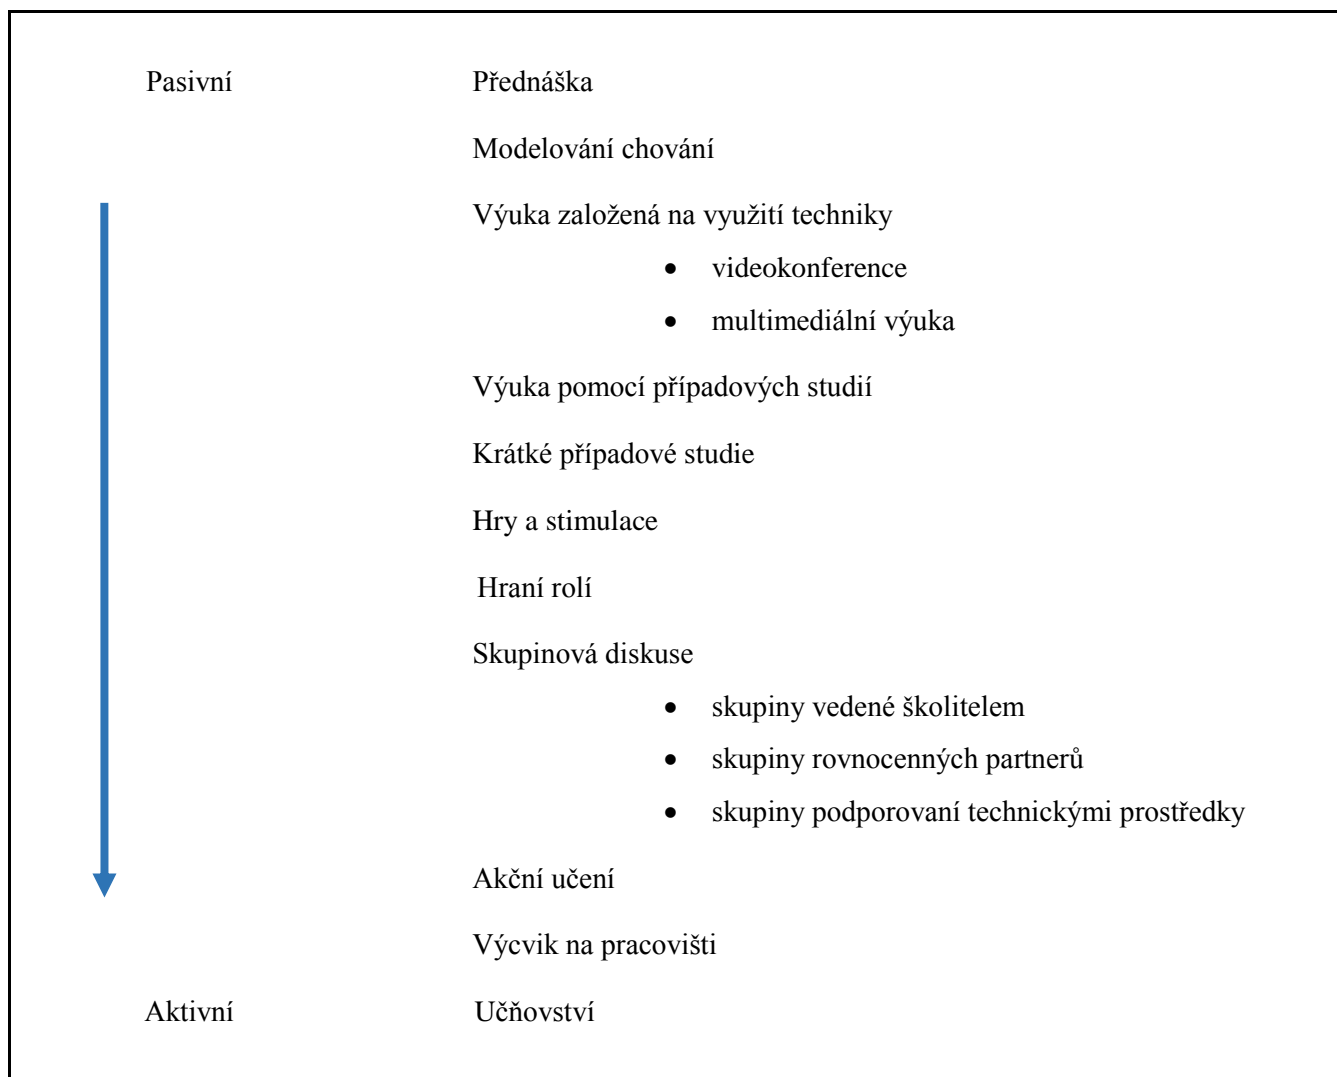 Pasivní Přednáška
Modelování chování
Výuka založená na využití techniky
• videokonference
• multimediální výuka
Výuka pomocí případových studií
Krátké případové studie
Hry a stimulace
Hraní rolí
Skupinová diskuse
• skupiny vedené školitelem
• skupiny rovnocenných partnerů
• skupiny podporovaní technickými prostředky
Akční učení
Výcvik na pracovišti
Aktivní Učňovství